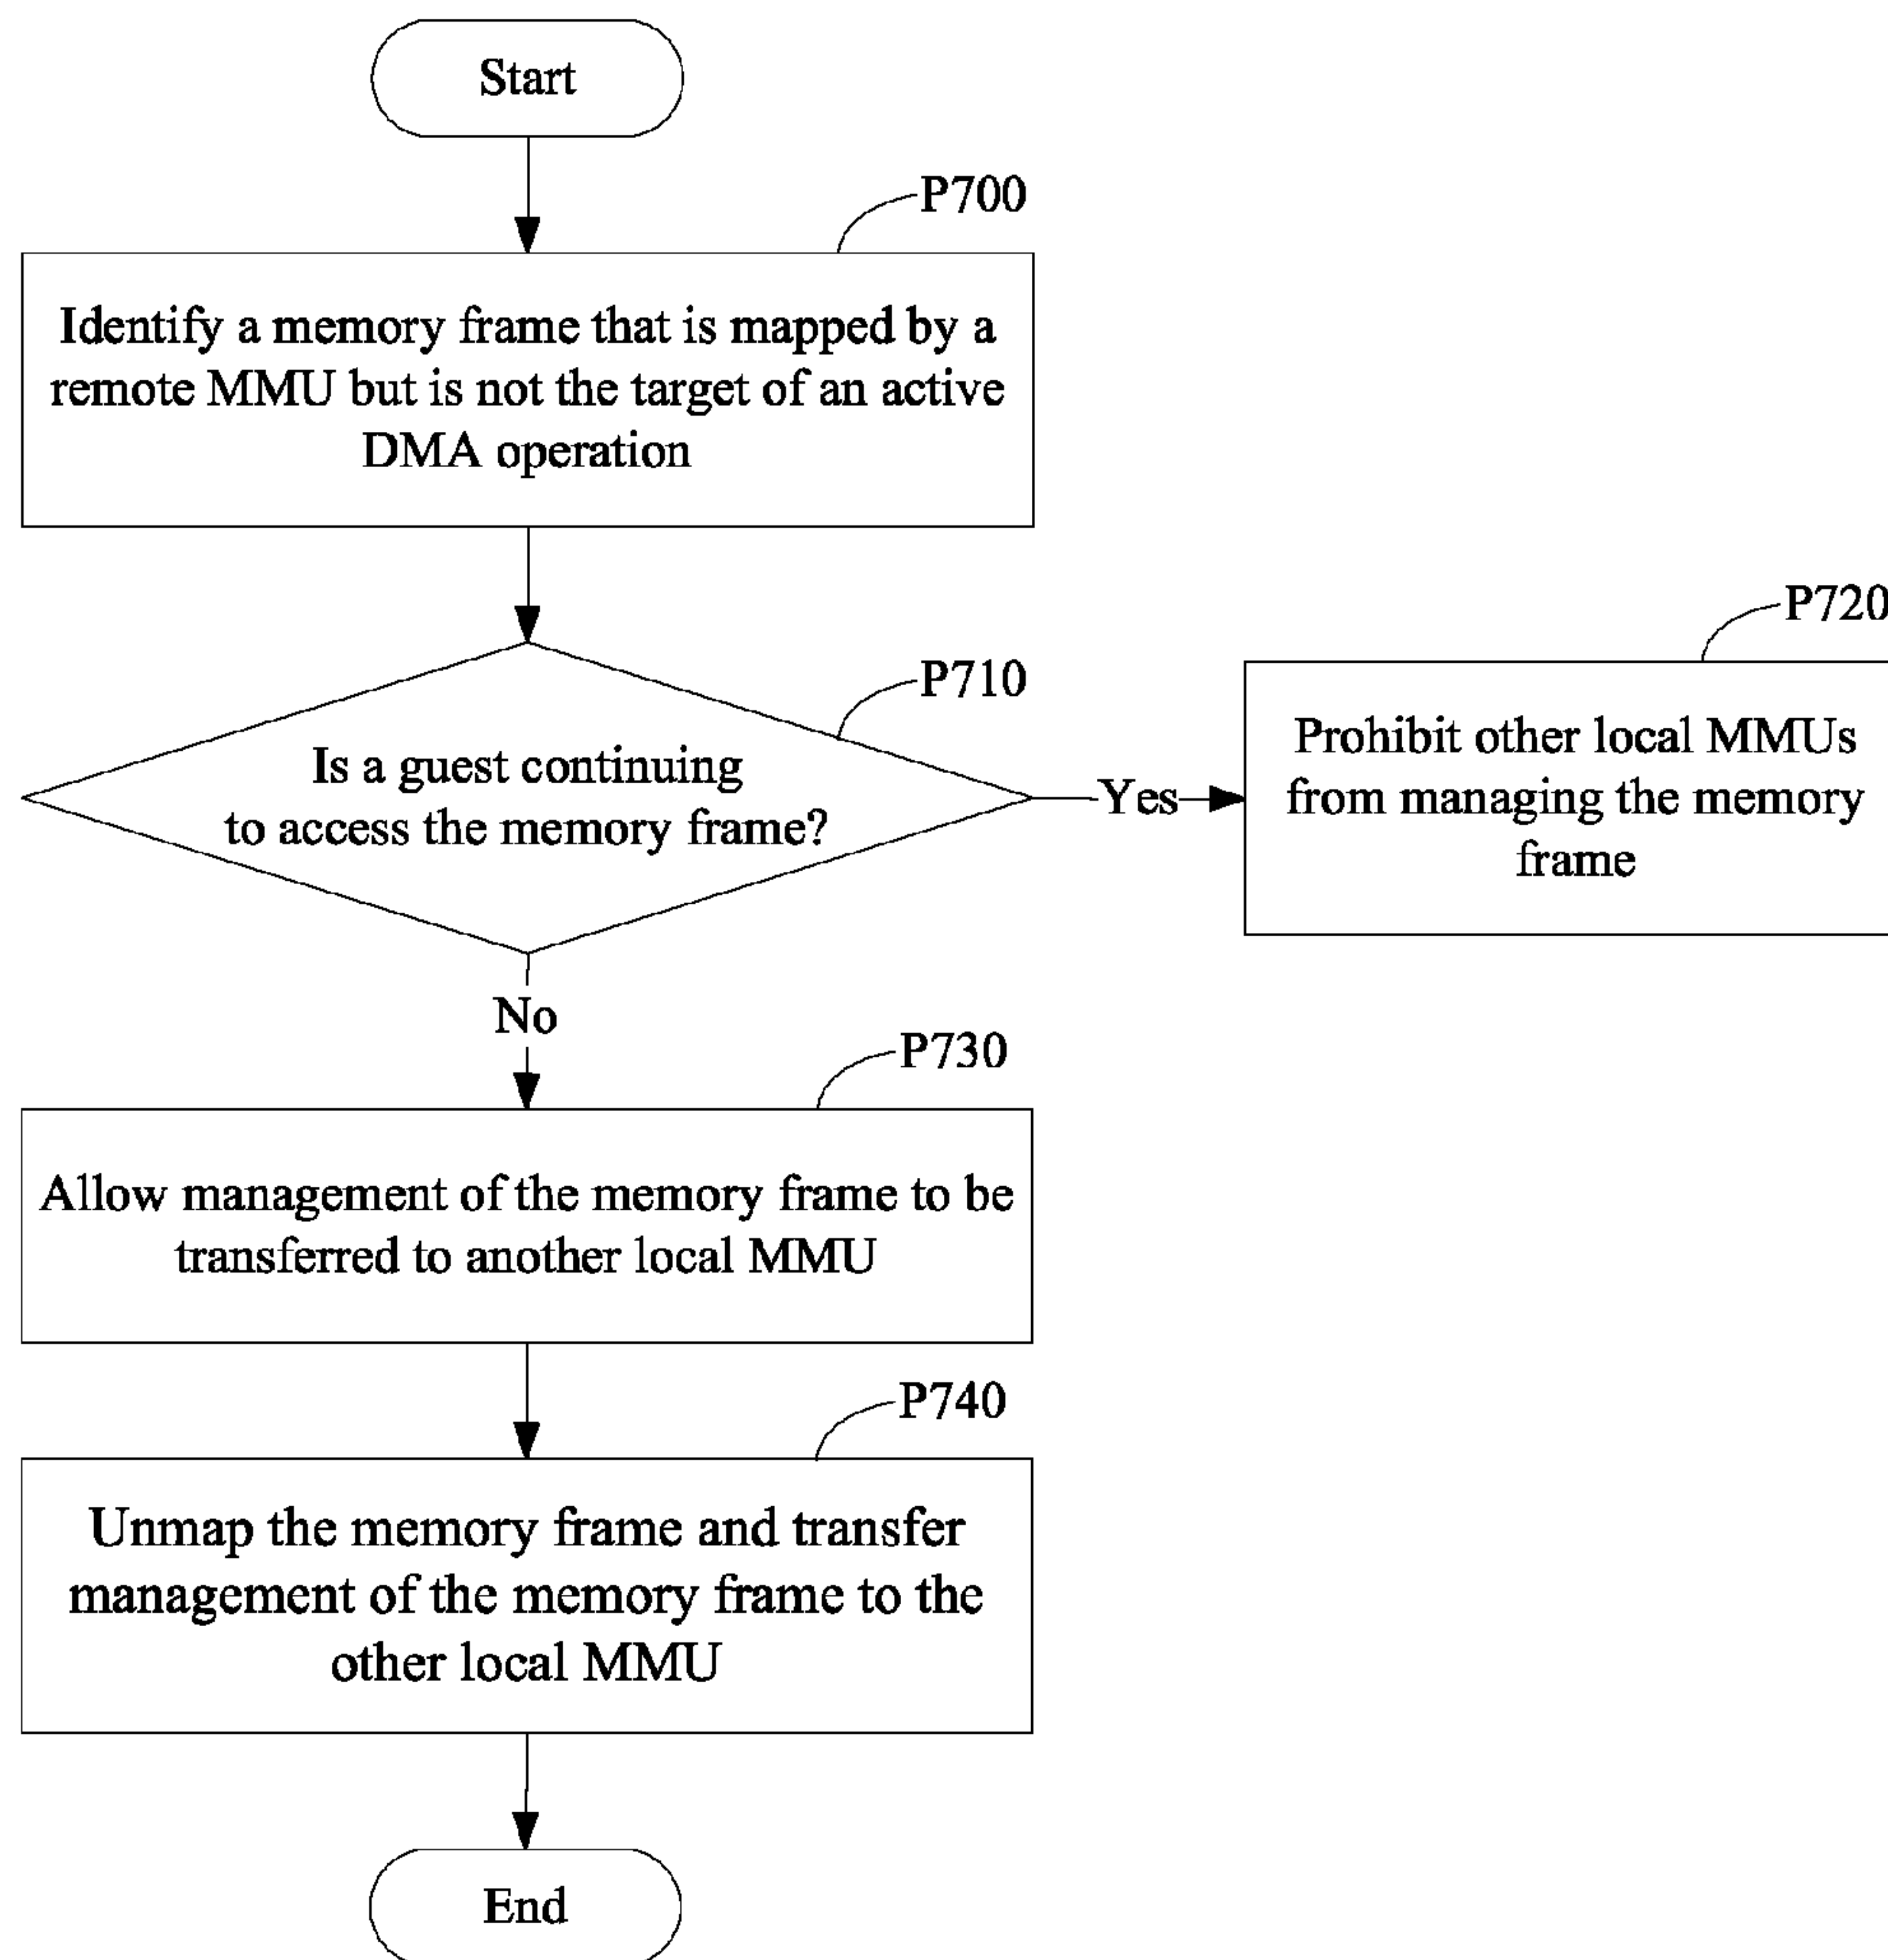 Start
P700
Identify a memory frame that is mapped by a
remote MMU but is not the target of an active
DMA operation
P710
Is a guest continuing
to access the memory frame?
Yes
P720
Prohibit other local MMUs
from managing the memory
frame
No
P730
Allow management of the memory frame to be
transferred to another local MMU
P740
Unmap the memory frame and transfer
management of the memory frame to the
other local MMU
End